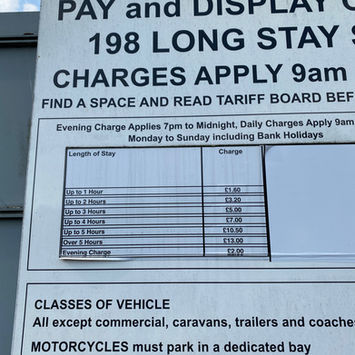 PAY and DISPLAY
198 LONG STAY
CHARGES APPLY 9am
FIND A SPACE AND READ TARIFF BOARD BEF
Evening Charge Applies 7pm to Midnight, Daily Charges Apply 9am
Monday to Sunday including Bank Holidays
Length of Stay Charge
Up to 1 Hour £1.60
Up to 2 Hours £3.20
Up to 3 Hours £5.00
Up to 4 Hours £7.00
Up to 5 Hours £10.50
Over 5 Hours £13.00
Evening Charge £2.00
CLASSES OF VEHICLE
All except commercial, caravans, trailers and coache
MOTORCYCLES must park in a dedicated bay